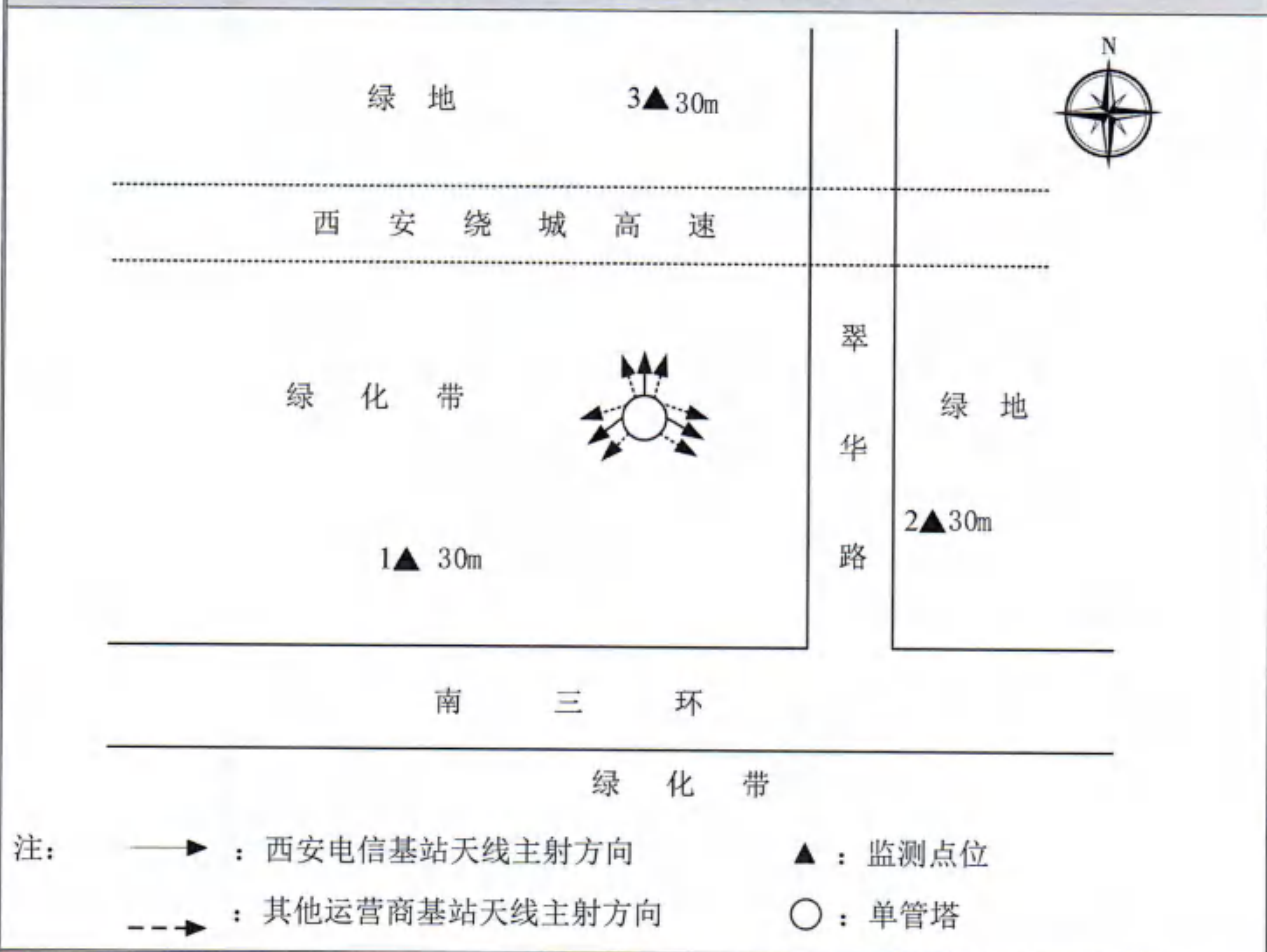 N
绿 地
3▲ 30m
西 安 绕 城 高 速
翠 华 路
绿 化 带
绿 地
2▲30m
1▲ 30m
南 三 环
绿 化 带
注: ：西安电信基站天线主射方向 ▲ ：监测点位
：其他运营商基站天线主射方向 ○ ：单管塔